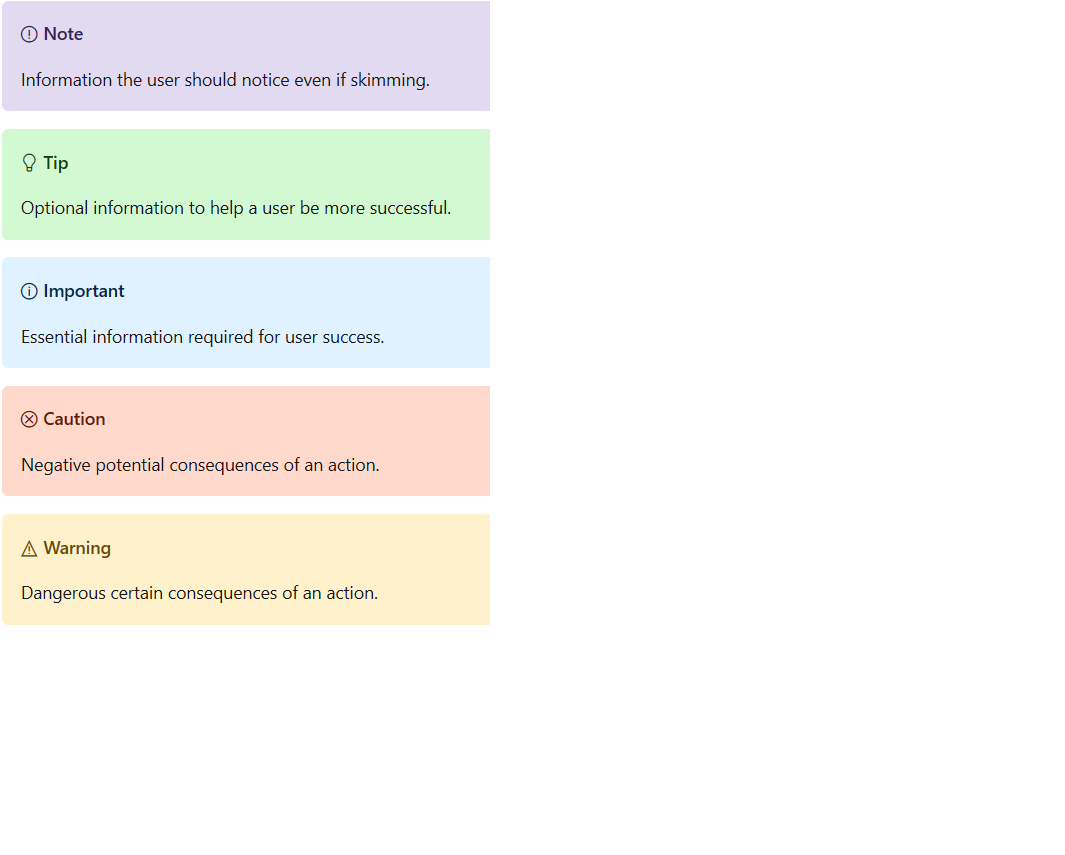 Note
Information the user should notice even if skimming.
Tip
Optional information to help a user be more successful.
Important
Essential information required for user success.
Caution
Negative potential consequences of an action.
Warning
Dangerous certain consequences of an action.